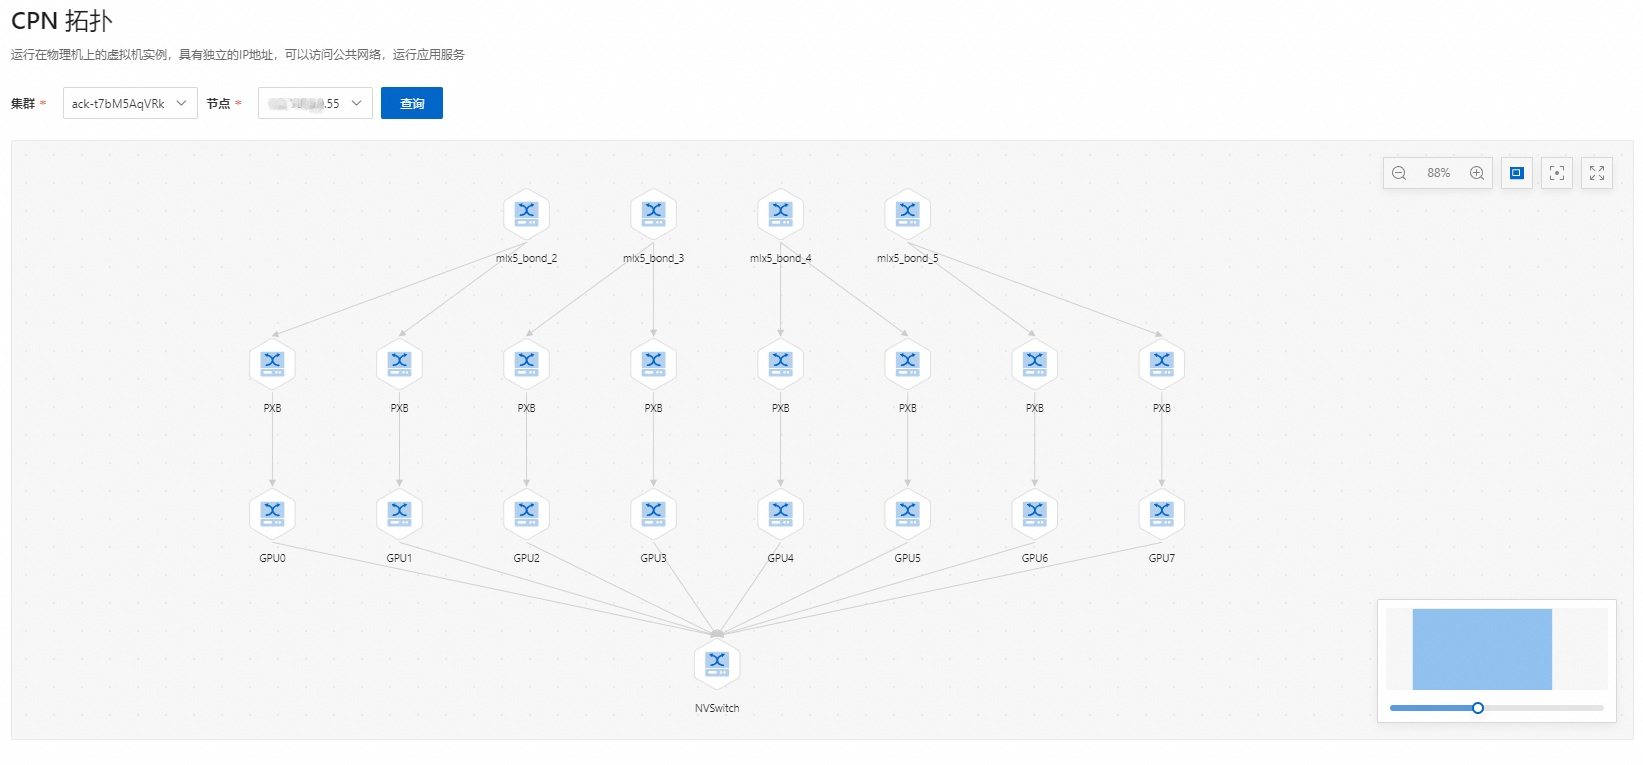 CPN 拓扑
运行在物理机上的虚拟机实例，具有独立的IP地址，可以访问公共网络，运行应用服务
集群 * ack-t7bM5AqVRk 节点 * .55 查询
88%
mlx5_bond_2 mlx5_bond_3 mlx5_bond_4 mlx5_bond_5
PXB PXB PXB PXB PXB PXB PXB PXB
GPU0 GPU1 GPU2 GPU3 GPU4 GPU5 GPU6 GPU7
NVSwitch